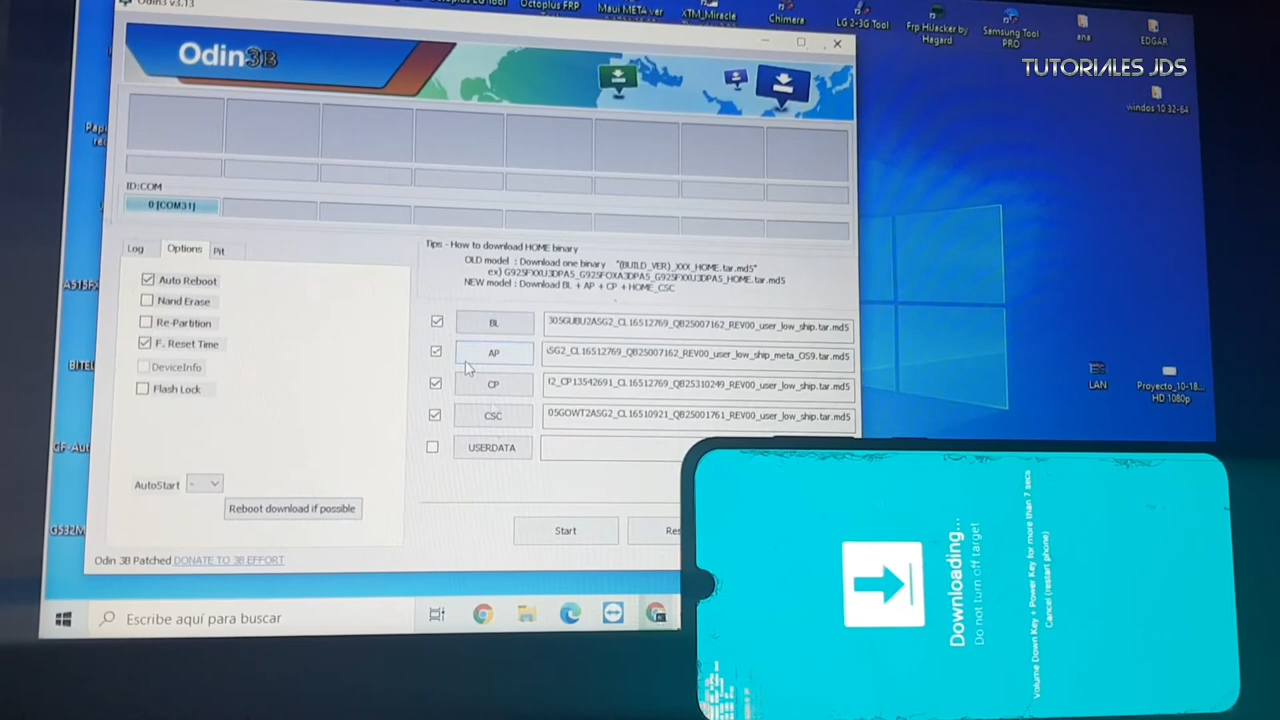 Odin3 v3.13
Octoplus FRP
Maui META ver
XTM_Miracle
Chimera
LG 2-3G Tool
Frp HiJacker by
Hagard
Samsung Tool
PRO
ana
EDGAR
TUTORIALES JDS
windos 10 32-64
Odin3B
ID:COM
0 [COM31]
Log
Options
Pit
Tips - How to download HOME binary
OLD model : Download one binary "(BUILD_VER)_XXX_HOME.tar.md5"
ex) G925FXXU3DPA5_G925FOXA3DPA5_G925FXXU3DPA5_HOME.tar.md5
NEW model : Download BL + AP + CP + HOME_CSC
Auto Reboot
Nand Erase
Re-Partition
F. Reset Time
DeviceInfo
Flash Lock
BL
305GUBU2ASG2_CL16512769_QB25007162_REV00_user_low_ship.tar.md5
AP
SG2_CL16512769_QB25007162_REV00_user_low_ship_meta_OS9.tar.md5
CP
I2_CP13542691_CL16512769_QB25310249_REV00_user_low_ship.tar.md5
CSC
05GOWT2ASG2_CL16510921_QB25001761_REV00_user_low_ship.tar.md5
USERDATA
LAN
Proyecto_10-18...
HD 1080p
AutoStart
-
Reboot download if possible
Start
Res
Odin 3B Patched DONATE TO 3B EFFORT
Escribe aquí para buscar
Downloading...
Do not turn off target
Volume Down Key + Power Key for more than 7 secs
Cancel (restart phone)